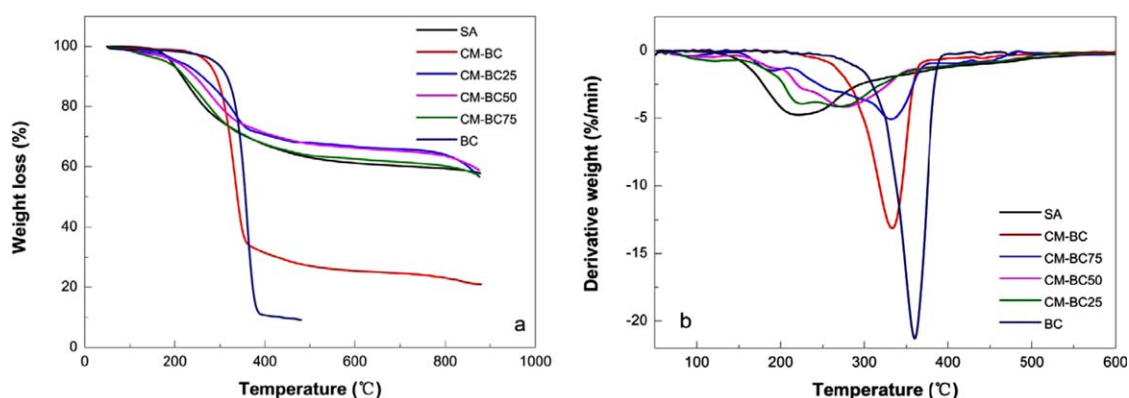 100
80
60
40
20
0
Weight loss (%)
SA
CM-BC
CM-BC25
CM-BC50
CM-BC75
BC
a
0 200 400 600 800 1000
Temperature (℃)
0
-5
-10
-15
-20
Derivative weight (%/min)
SA
CM-BC
CM-BC75
CM-BC50
CM-BC25
BC
b
100 200 300 400 500 600
Temperature (℃)